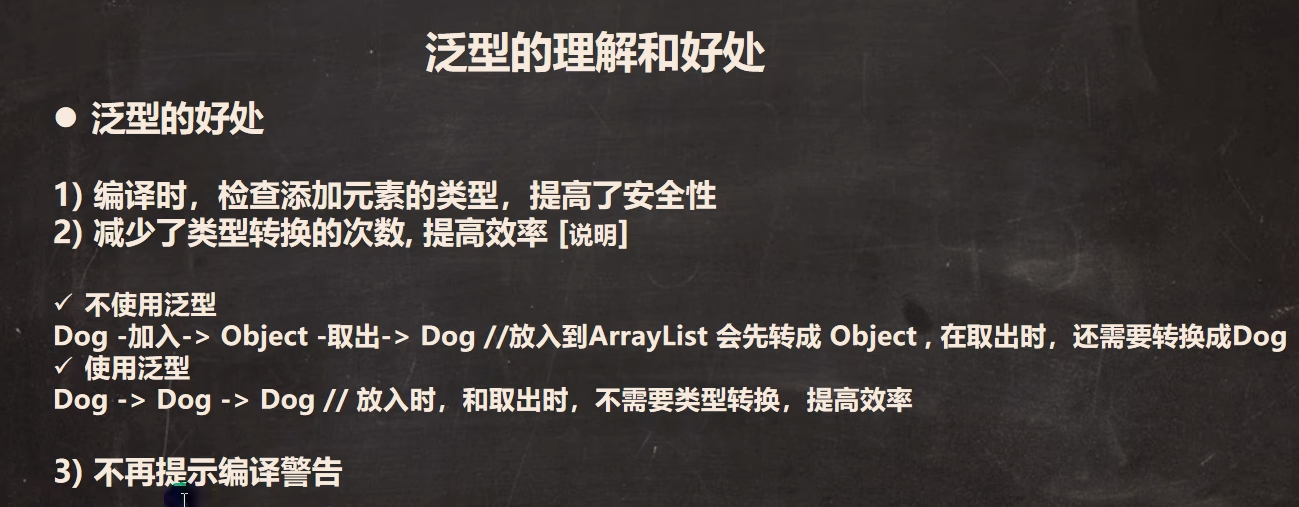 泛型的理解和好处
● 泛型的好处
1) 编译时，检查添加元素的类型，提高了安全性
2) 减少了类型转换的次数, 提高效率 [说明]
✓ 不使用泛型
Dog -加入-> Object -取出-> Dog //放入到ArrayList 会先转成 Object , 在取出时，还需要转换成Dog
✓ 使用泛型
Dog -> Dog -> Dog // 放入时，和取出时，不需要类型转换，提高效率
3) 不再提示编译警告